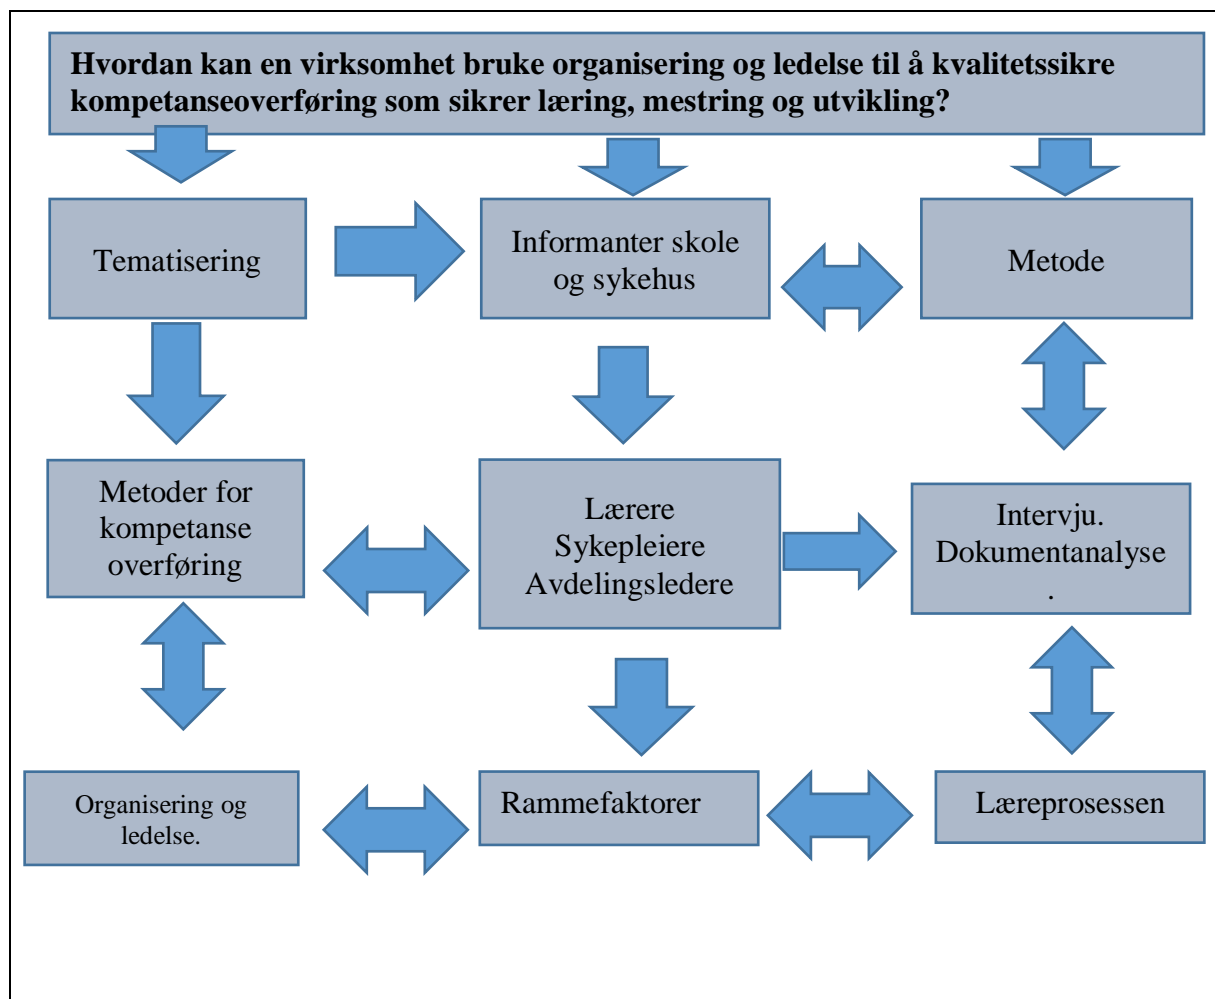 Hvordan kan en virksomhet bruke organisering og ledelse til å kvalitetssikre
kompetanseoverføring som sikrer læring, mestring og utvikling?
Tematisering
Informanter skole
og sykehus
Metode
Metoder for
kompetanse
overføring
Lærere
Sykepleiere
Avdelingsledere
Intervju.
Dokumentanalyse
.
Organisering og
ledelse.
Rammefaktorer
Læreprosessen